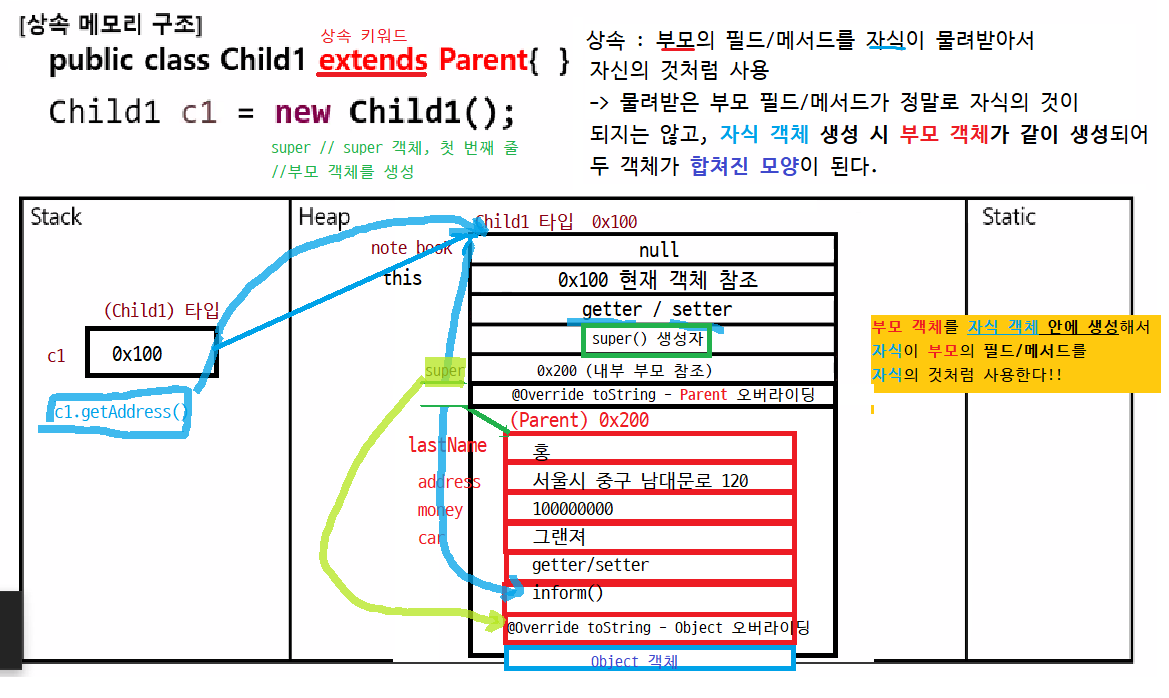 [상속 메모리 구조]
상속 키워드
public class Child1 extends Parent{ }
Child1 c1 = new Child1();
super // super 객체, 첫 번째 줄
//부모 객체를 생성
상속 : 부모의 필드/메서드를 자식이 물려받아서
자신의 것처럼 사용
-> 물려받은 부모 필드/메서드가 정말로 자식의 것이
되지는 않고, 자식 객체 생성 시 부모 객체가 같이 생성되어
두 객체가 합쳐진 모양이 된다.
Stack
Heap
Static
Child1 타입 0x100
note book
null
this
0x100 현재 객체 참조
getter / setter
(Child1) 타입
c1
0x100
super() 생성자
super
0x200 (내부 부모 참조)
c1.getAddress()
@Override toString - Parent 오버라이딩
(Parent) 0x200
lastName
홍
address
서울시 중구 남대문로 120
money
100000000
car
그랜져
getter/setter
inform()
@Override toString - Object 오버라이딩
Object 객체
부모 객체를 자식 객체 안에 생성해서
자식이 부모의 필드/메서드를
자식의 것처럼 사용한다!!